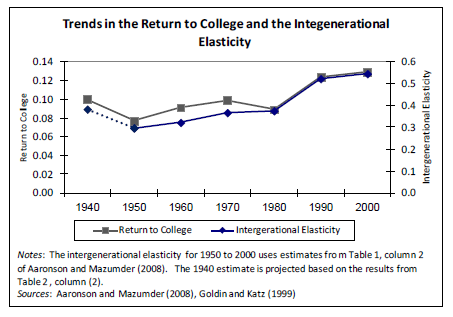 Trends in the Return to College and the Integenerational
Elasticity
Return to College
0.14
0.12
0.10
0.08
0.06
0.04
0.02
0.00
0.6
0.5
0.4
0.3
0.2
0.1
0.0
Intergenerational Elasticity
1940 1950 1960 1970 1980 1990 2000
Return to College Intergerational Elasticity
Notes: The intergenerational elasticity for 1950 to 2000 uses estimates from Table 1, column 2
of Aaronson and Mazumder (2008). The 1940 estimate is projected based on the results from
Table 2, column (2).
Sources: Aaronson and Mazumder (2008), Goldin and Katz (1999)